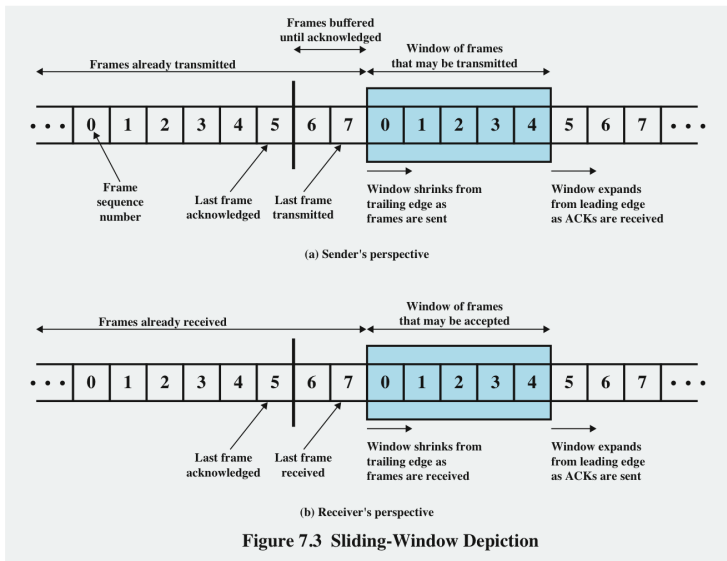 Frames buffered
until acknowledged
Window of frames
that may be transmitted
Frames already transmitted
• • • 0 1 2 3 4 5 6 7 0 1 2 3 4 5 6 7 • • •
Frame
sequence
number
Last frame
acknowledged
Last frame
transmitted
Window shrinks from
trailing edge as
frames are sent
Window expands
from leading edge
as ACKs are received
(a) Sender's perspective
Window of frames
that may be accepted
Frames already received
• • • 0 1 2 3 4 5 6 7 0 1 2 3 4 5 6 7 • • •
Last frame
acknowledged
Last frame
received
Window shrinks from
trailing edge as
frames are received
Window expands
from leading edge
as ACKs are sent
(b) Receiver's perspective
Figure 7.3 Sliding-Window Depiction